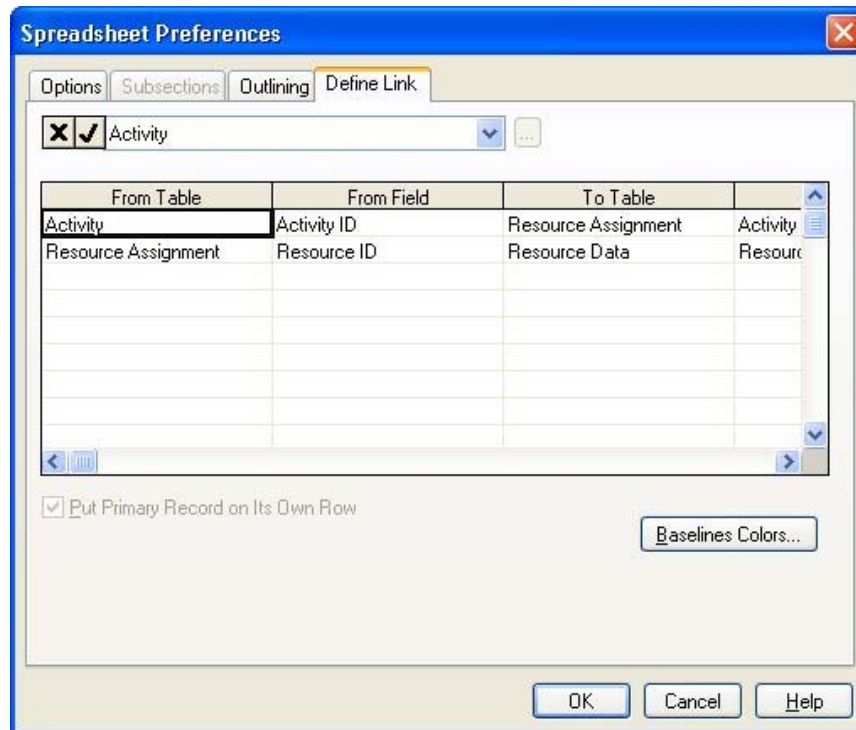 Spreadsheet Preferences
Options Subsections Outlining Define Link
Activity ...
From Table From Field To Table
Activity Activity ID Resource Assignment Activity
Resource Assignment Resource ID Resource Data Resour
Put Primary Record on Its Own Row
Baselines Colors...
OK Cancel Help